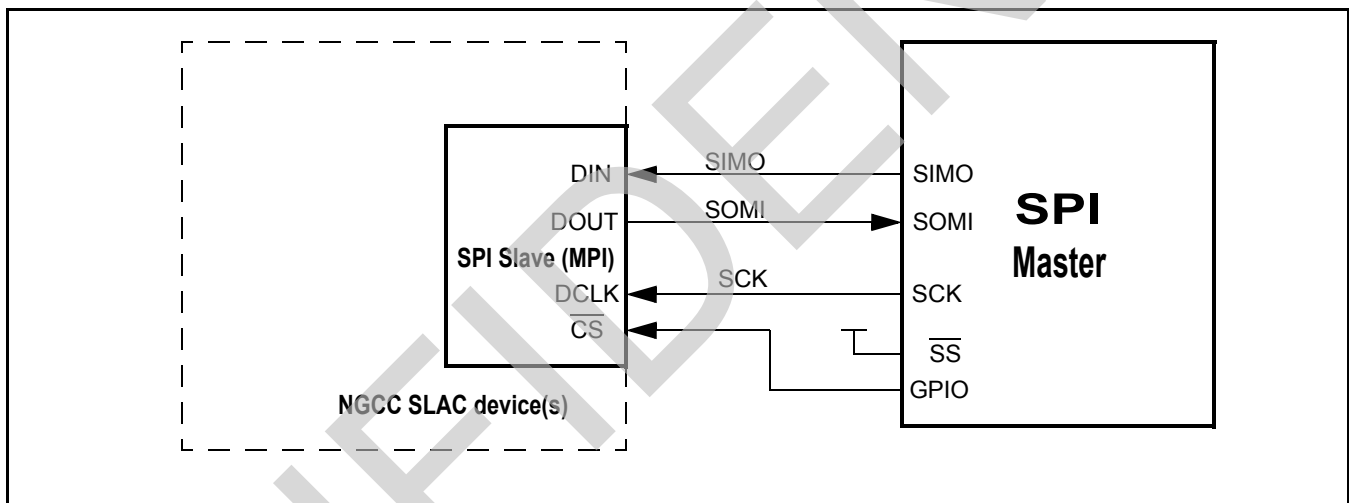 DIN
DOUT
SPI Slave (MPI)
DCLK
CS
NGCC SLAC device(s)
SIMO
SOMI
SCK
SIMO
SOMI
SCK
SS
GPIO
SPI
Master